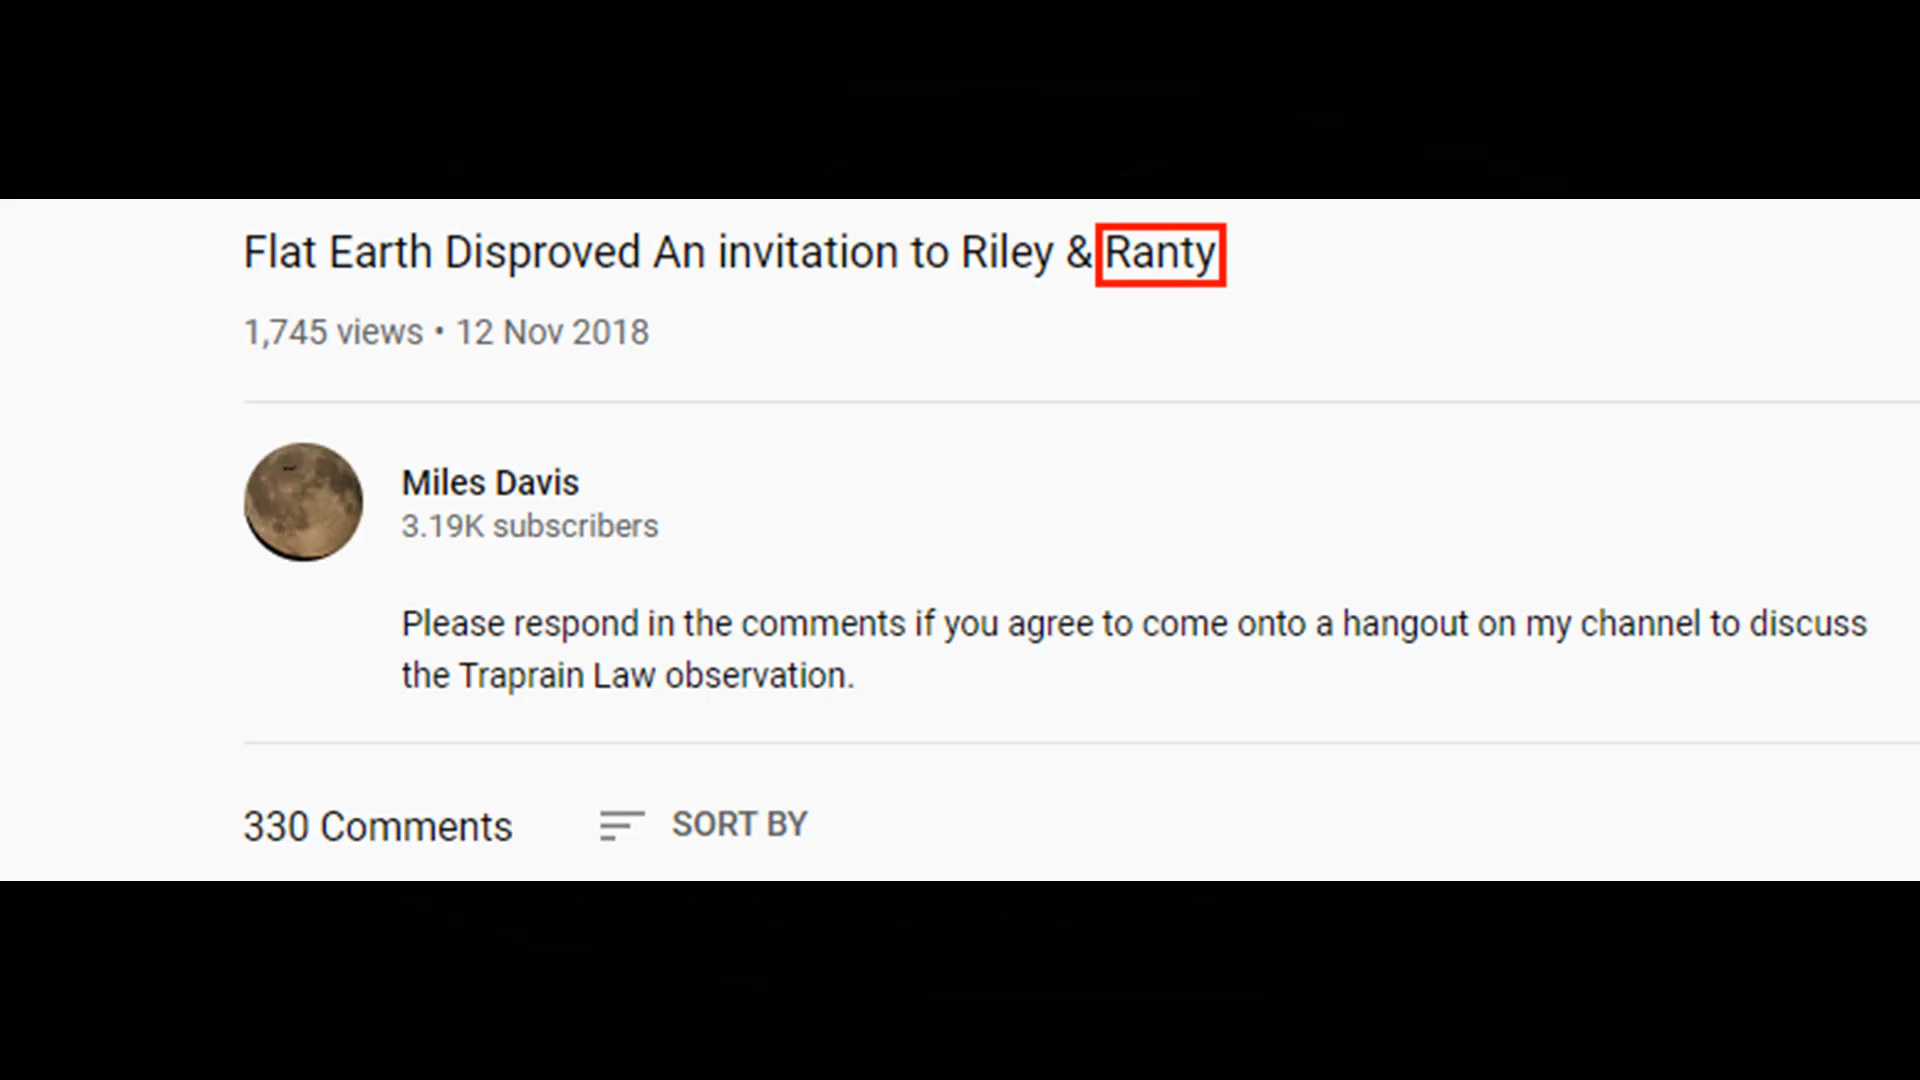 Flat Earth Disproved An invitation to Riley & Ranty
1,745 views • 12 Nov 2018
Miles Davis
3.19K subscribers
Please respond in the comments if you agree to come onto a hangout on my channel to discuss
the Traprain Law observation.
330 Comments SORT BY